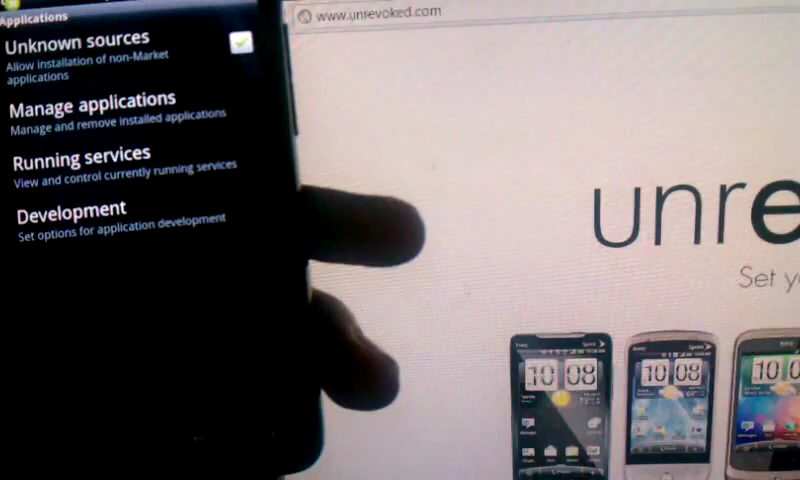 Applications
Unknown sources
Allow installation of non-Market
applications
Manage applications
Manage and remove installed applications
Running services
View and control currently running services
Development
Set options for application development
www.unrevoked.com
unre
Set y
10 08
10 08
10 0